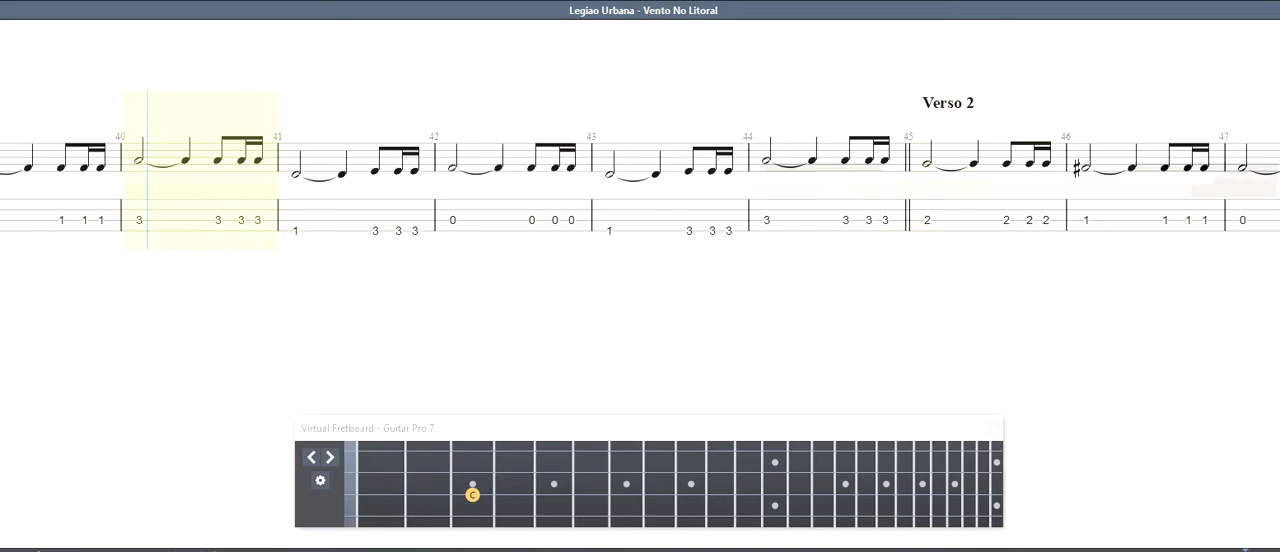 Legiao Urbana - Vento No Litoral
Verso 2
40 41 42 43 44 45 46 47
1 1 1 3 3 3 3 0 0 0 0 3 3 3 3 2 2 2 2 1 1 1 1 0
1 3 3 3 1 3 3 3
Virtual Fretboard - Guitar Pro 7
C